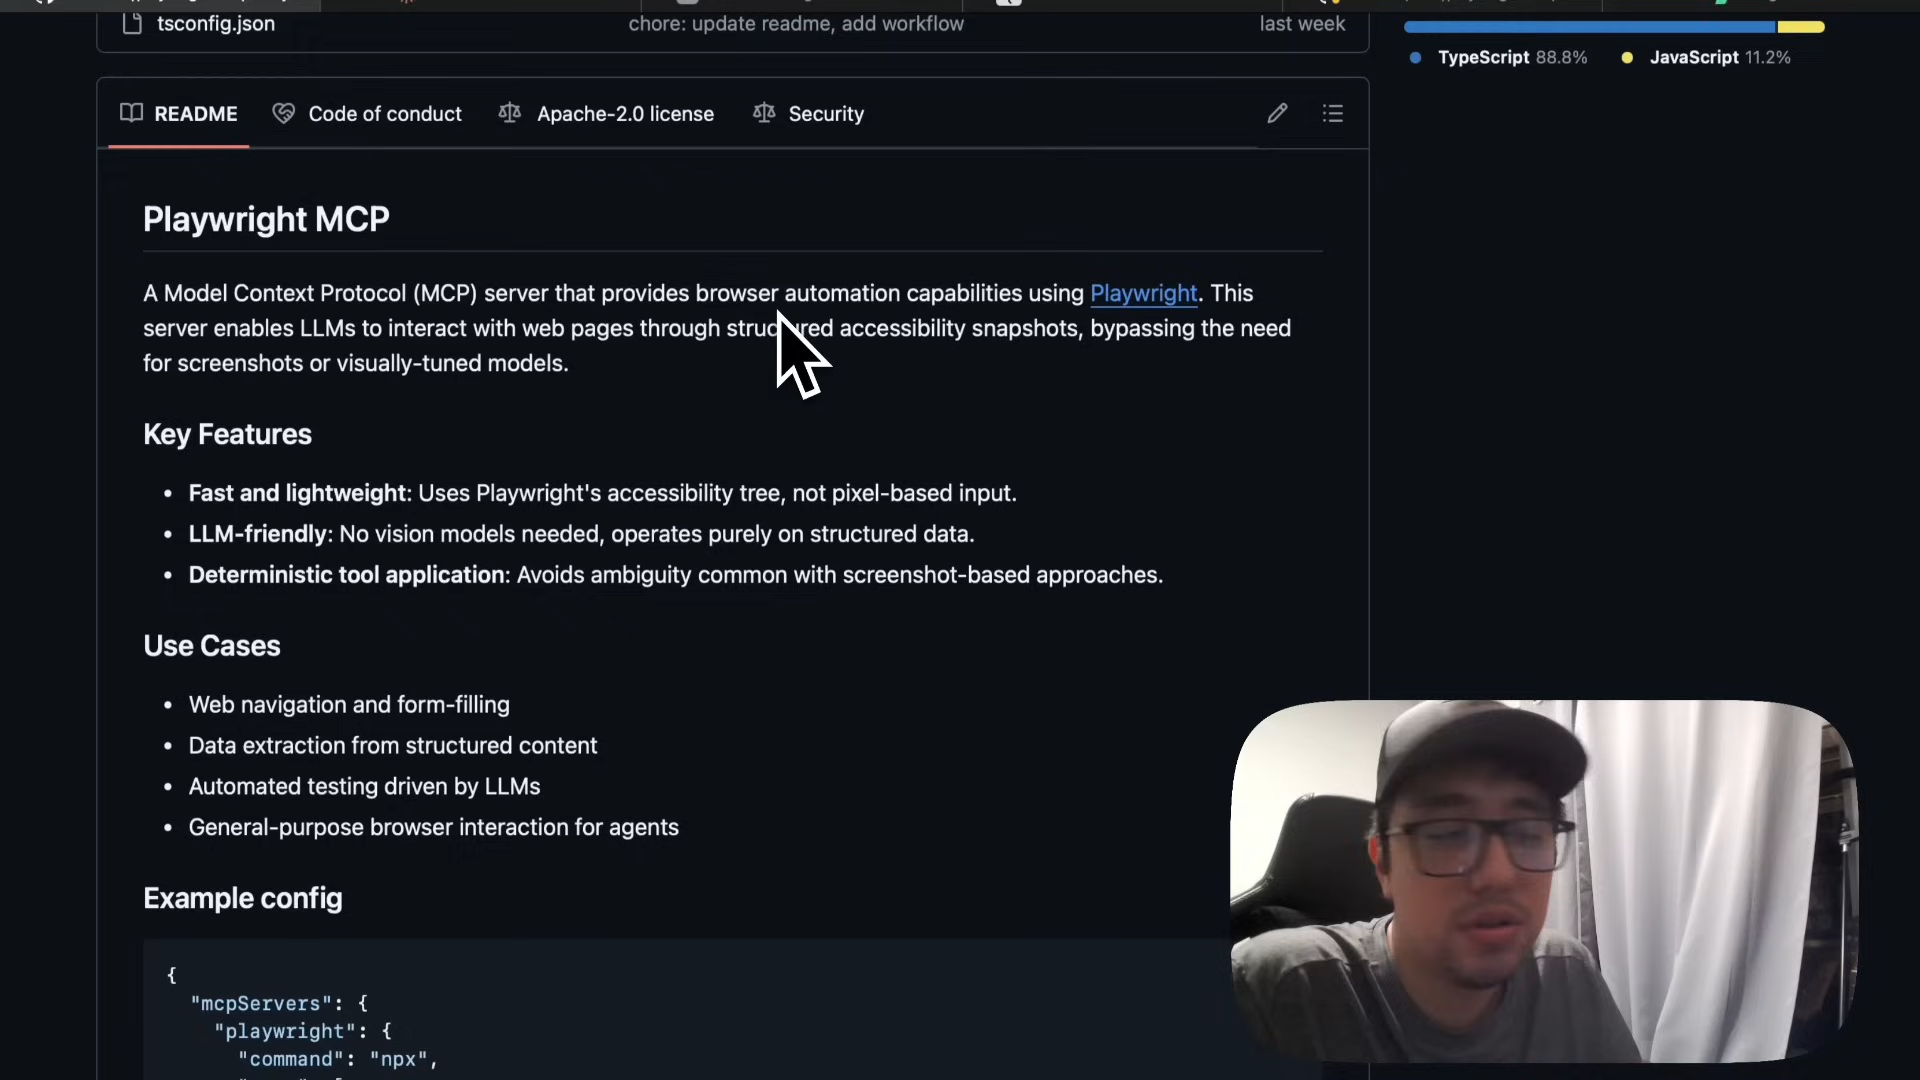 tsconfig.json chore: update readme, add workflow last week
TypeScript 88.8% JavaScript 11.2%
README Code of conduct Apache-2.0 license Security
Playwright MCP
A Model Context Protocol (MCP) server that provides browser automation capabilities using Playwright. This
server enables LLMs to interact with web pages through structured accessibility snapshots, bypassing the need
for screenshots or visually-tuned models.
Key Features
• Fast and lightweight: Uses Playwright's accessibility tree, not pixel-based input.
• LLM-friendly: No vision models needed, operates purely on structured data.
• Deterministic tool application: Avoids ambiguity common with screenshot-based approaches.
Use Cases
• Web navigation and form-filling
• Data extraction from structured content
• Automated testing driven by LLMs
• General-purpose browser interaction for agents
Example config
{
"mcpServers": {
"playwright": {
"command": "npx",